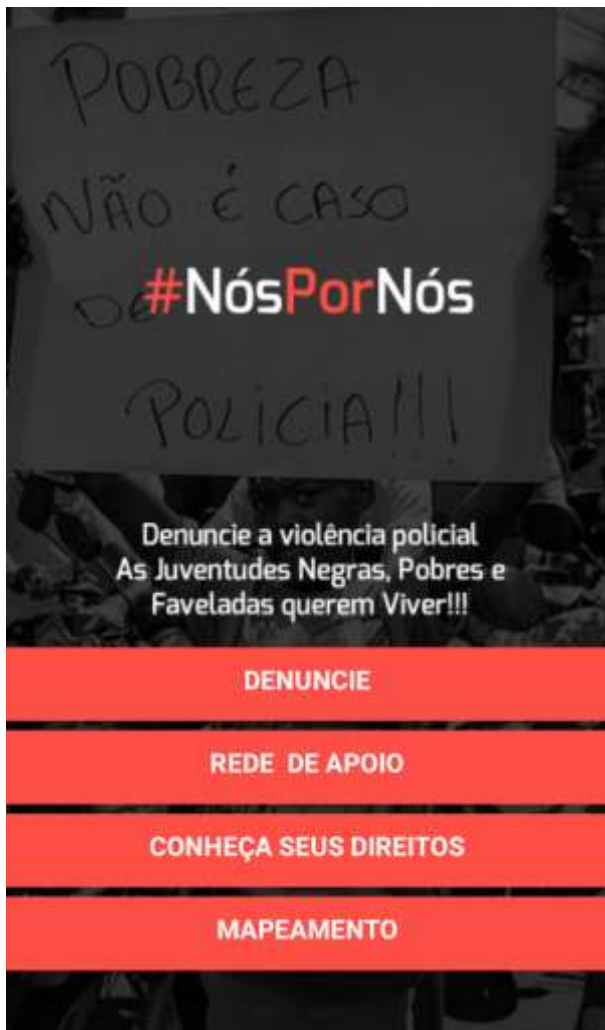 POBREZA
NÃO É CASO
DE
#NósPorNós
POLICIA!!!
Denuncie a violência policial
As Juventudes Negras, Pobres e
Faveladas querem Viver!!!
DENUNCIE
REDE DE APOIO
CONHEÇA SEUS DIREITOS
MAPEAMENTO